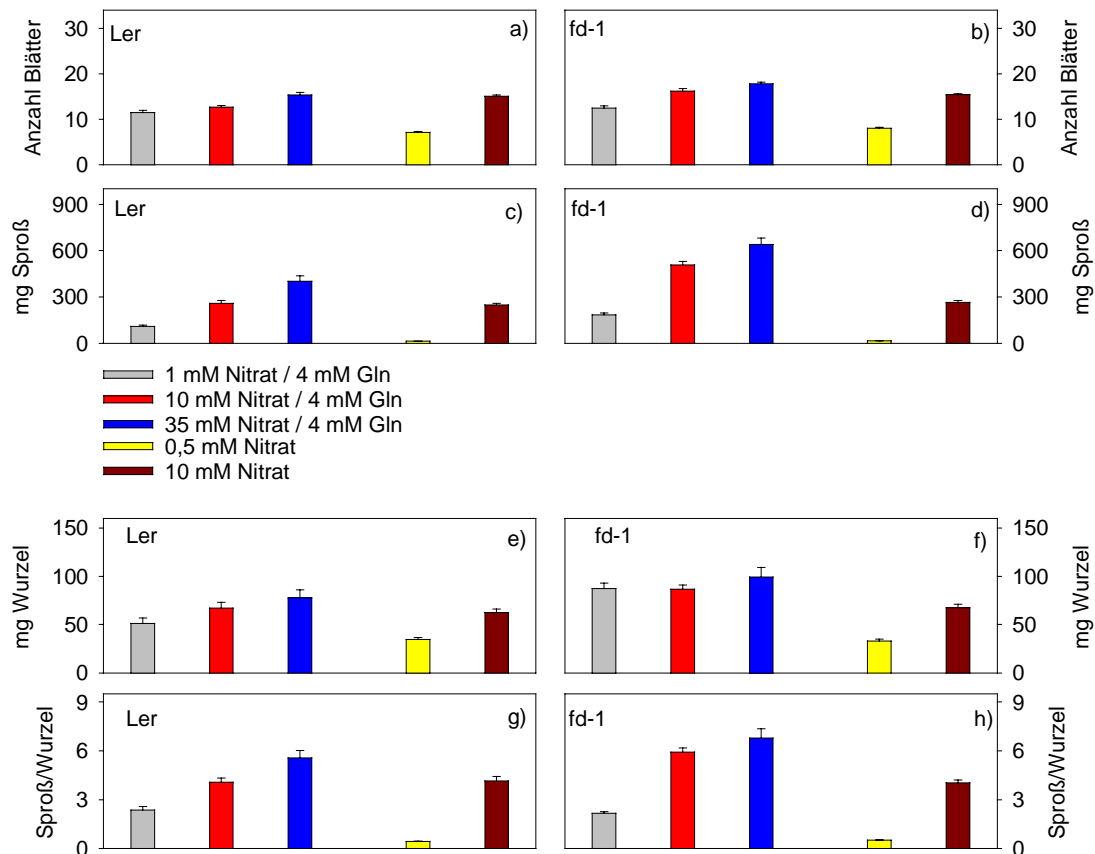 Anzahl Blätter
30
20
10
0
Ler
a)
fd-1
b)
30
20
10
0
Anzahl Blätter
mg Sproß
900
600
300
0
Ler
c)
fd-1
d)
900
600
300
0
mg Sproß
1 mM Nitrat / 4 mM Gln
10 mM Nitrat / 4 mM Gln
35 mM Nitrat / 4 mM Gln
0,5 mM Nitrat
10 mM Nitrat
mg Wurzel
150
100
50
0
Ler
e)
fd-1
f)
150
100
50
0
mg Wurzel
Sproß/Wurzel
9
6
3
0
Ler
g)
fd-1
h)
9
6
3
0
Sproß/Wurzel